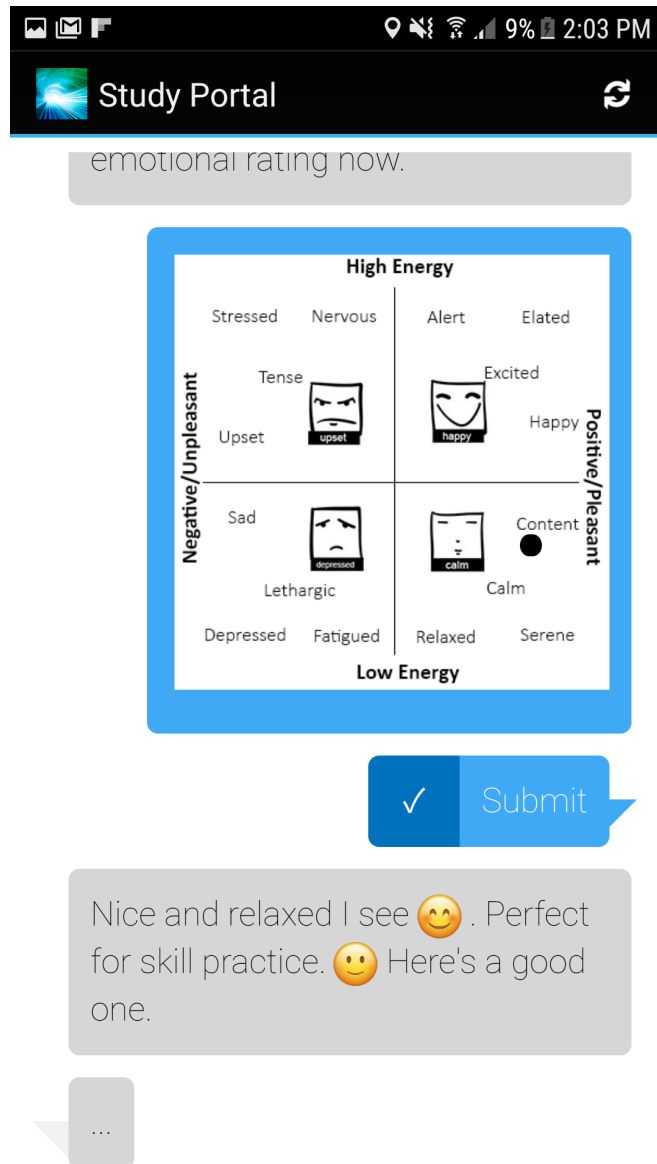 9% 2:03 PM
Study Portal
emotional rating now.
High Energy
Stressed Nervous Alert Elated
Tense Excited
upset happy
Upset Happy
Negative/Unpleasant
Positive/Pleasant
Sad Content
depressed calm
Lethargic Calm
Depressed Fatigued Relaxed Serene
Low Energy
✓ Submit
Nice and relaxed I see 😊 . Perfect
for skill practice. 🙂 Here's a good
one.
...